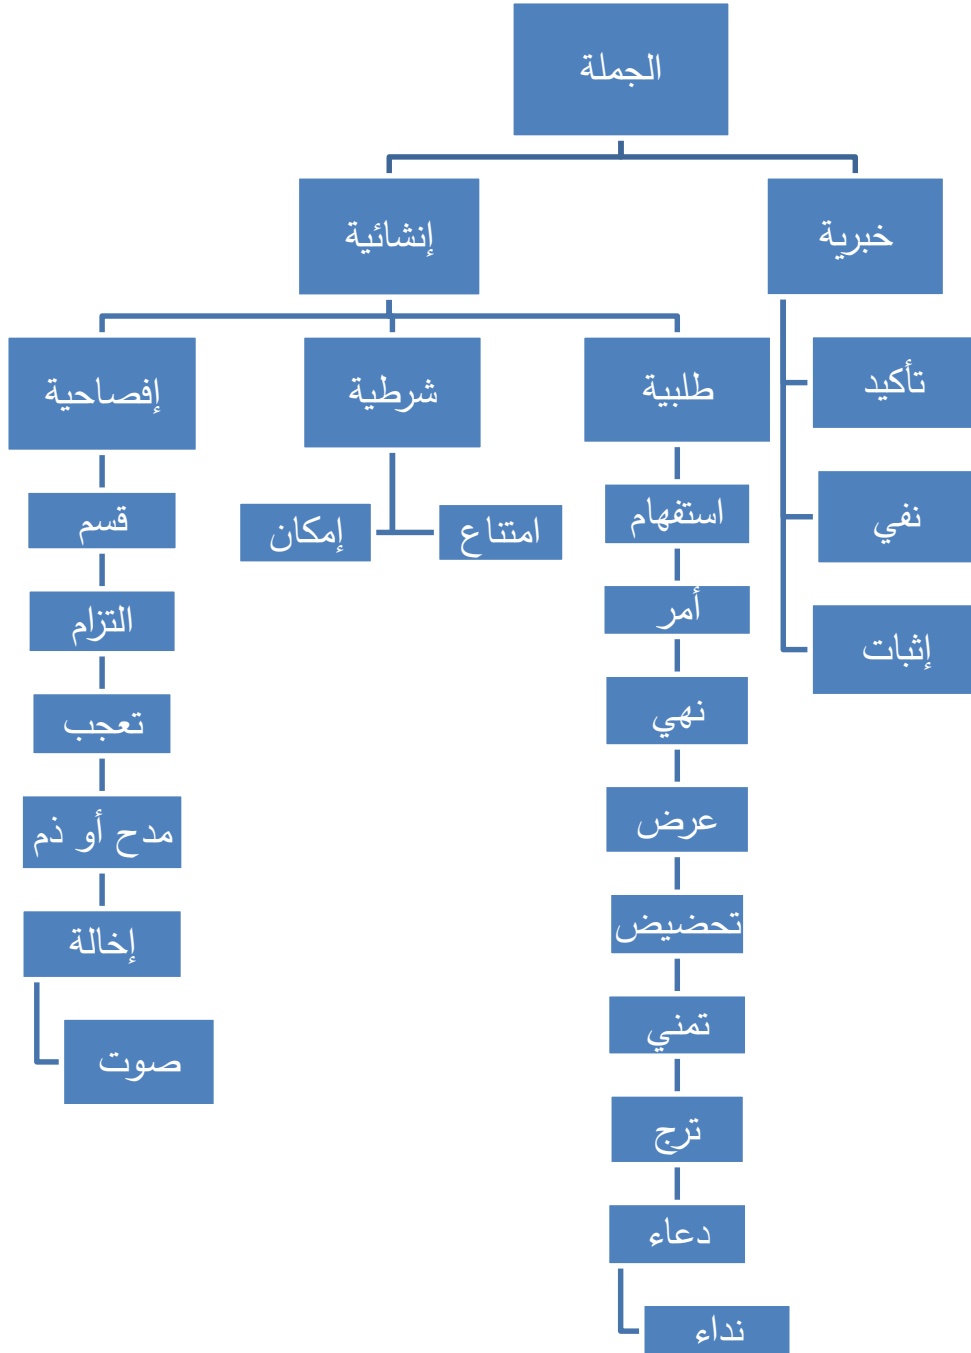 الجملة
خبرية
إنشائية
تأكيد
نفي
إثبات
طلبية
شرطية
إفصاحية
استفهام
أمر
نهي
عرض
تحضيض
تمني
ترج
دعاء
نداء
امتناع
إمكان
قسم
التزام
تعجب
مدح أو ذم
إخالة
صوت